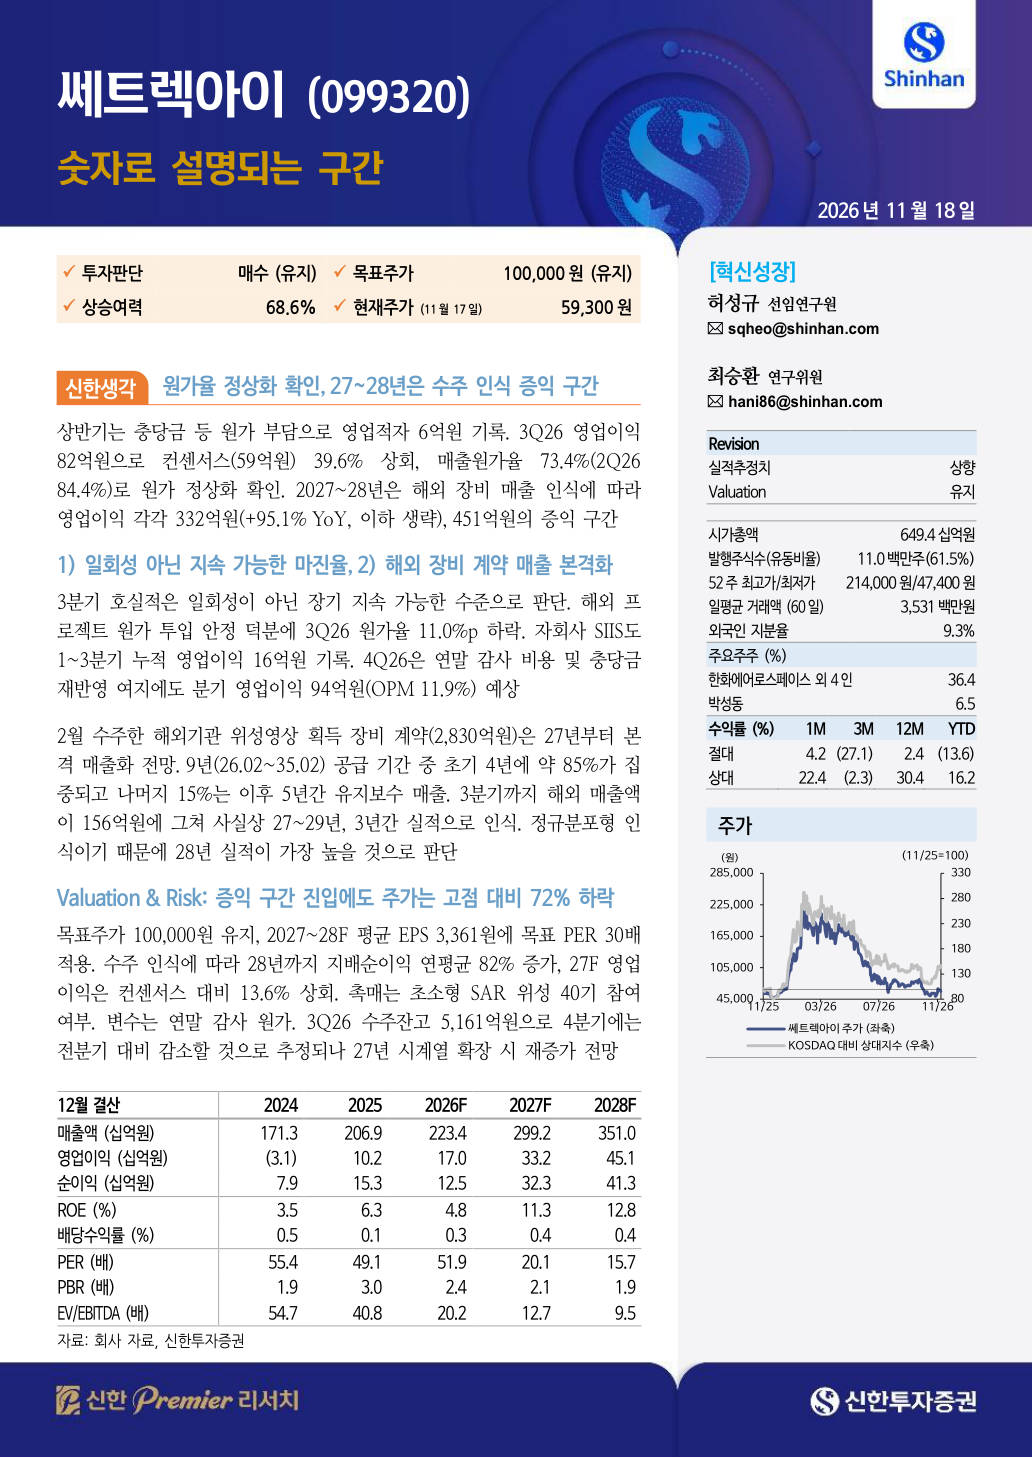 Shinhan
쎄트렉아이 (099320)
숫자로 설명되는 구간
2026년 11월 18일
✓ 투자판단 매수 (유지) ✓ 목표주가 100,000원 (유지)
✓ 상승여력 68.6% ✓ 현재주가 (11월 17일) 59,300원
신한생각 원가율 정상화 확인, 27~28년은 수주 인식 증익 구간
상반기는 충당금 등 원가 부담으로 영업적자 6억원 기록. 3Q26 영업이익
82억원으로 컨센서스(59억원) 39.6% 상회, 매출원가율 73.4%(2Q26
84.4%)로 원가 정상화 확인. 2027~28년은 해외 장비 매출 인식에 따라
영업이익 각각 332억원(+95.1% YoY, 이하 생략), 451억원의 증익 구간
1) 일회성 아닌 지속 가능한 마진율, 2) 해외 장비 계약 매출 본격화
3분기 호실적은 일회성이 아닌 장기 지속 가능한 수준으로 판단. 해외 프
로젝트 원가 투입 안정 덕분에 3Q26 원가율 11.0%p 하락. 자회사 SIIS도
1~3분기 누적 영업이익 16억원 기록. 4Q26은 연말 감사 비용 및 충당금
재반영 여지에도 분기 영업이익 94억원(OPM 11.9%) 예상
2월 수주한 해외기관 위성영상 획득 장비 계약(2,830억원)은 27년부터 본
격 매출화 전망. 9년(26.02~35.02) 공급 기간 중 초기 4년에 약 85%가 집
중되고 나머지 15%는 이후 5년간 유지보수 매출. 3분기까지 해외 매출액
이 156억원에 그쳐 사실상 27~29년, 3년간 실적으로 인식. 정규분포형 인
식이기 때문에 28년 실적이 가장 높을 것으로 판단
Valuation & Risk: 증익 구간 진입에도 주가는 고점 대비 72% 하락
목표주가 100,000원 유지, 2027~28F 평균 EPS 3,361원에 목표 PER 30배
적용. 수주 인식에 따라 28년까지 지배순이익 연평균 82% 증가, 27F 영업
이익은 컨센서스 대비 13.6% 상회. 촉매는 초소형 SAR 위성 40기 참여
여부. 변수는 연말 감사 원가. 3Q26 수주잔고 5,161억원으로 4분기에는
전분기 대비 감소할 것으로 추정되나 27년 시계열 확장 시 재증가 전망
12월 결산 2024 2025 2026F 2027F 2028F
매출액 (십억원) 171.3 206.9 223.4 299.2 351.0
영업이익 (십억원) (3.1) 10.2 17.0 33.2 45.1
순이익 (십억원) 7.9 15.3 12.5 32.3 41.3
ROE (%) 3.5 6.3 4.8 11.3 12.8
배당수익률 (%) 0.5 0.1 0.3 0.4 0.4
PER (배) 55.4 49.1 51.9 20.1 15.7
PBR (배) 1.9 3.0 2.4 2.1 1.9
EV/EBITDA (배) 54.7 40.8 20.2 12.7 9.5
자료: 회사 자료, 신한투자증권
[혁신성장]
허성규 선임연구원
✉ sqheo@shinhan.com
최승환 연구위원
✉ hani86@shinhan.com
Revision
실적추정치 상향
Valuation 유지
시가총액 649.4 십억원
발행주식수(유동비율) 11.0 백만주(61.5%)
52주 최고가/최저가 214,000 원/47,400 원
일평균 거래액 (60일) 3,531 백만원
외국인 지분율 9.3%
주요주주 (%)
한화에어로스페이스 외 4인 36.4
박성동 6.5
수익률 (%) 1M 3M 12M YTD
절대 4.2 (27.1) 2.4 (13.6)
상대 22.4 (2.3) 30.4 16.2
주가
(원) (11/25=100)
285,000 330
225,000 280
230
165,000 180
105,000 130
45,000 80
11/25 03/26 07/26 11/26
쎄트렉아이 주가 (좌축)
KOSDAQ 대비 상대지수 (우축)
신한 Premier 리서치
신한투자증권